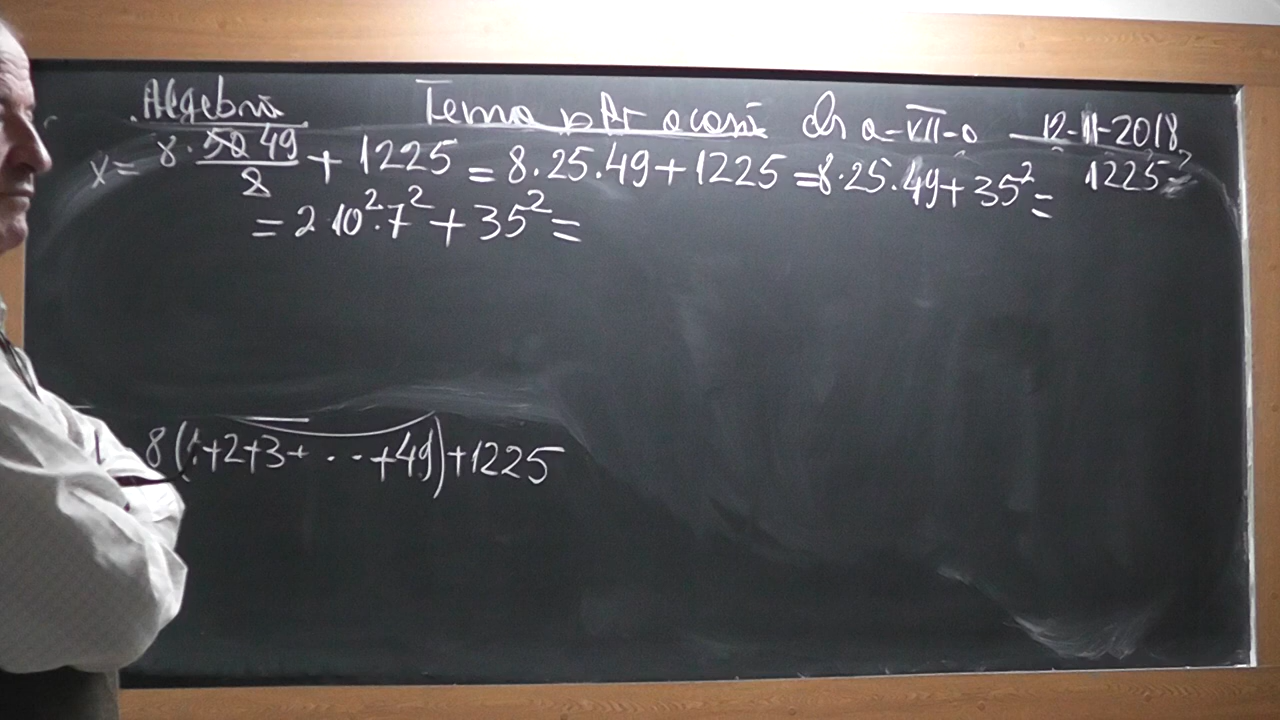 Algebră Tema ptr acasă cls a-VII-a 12-11-2018
x = 8·50·49/2 + 1225 = 8.25.49 + 1225 = 8·25·49 + 35² = 1225=?
= 2·10²·7² + 35² =
8(1+2+3+...+49)+1225